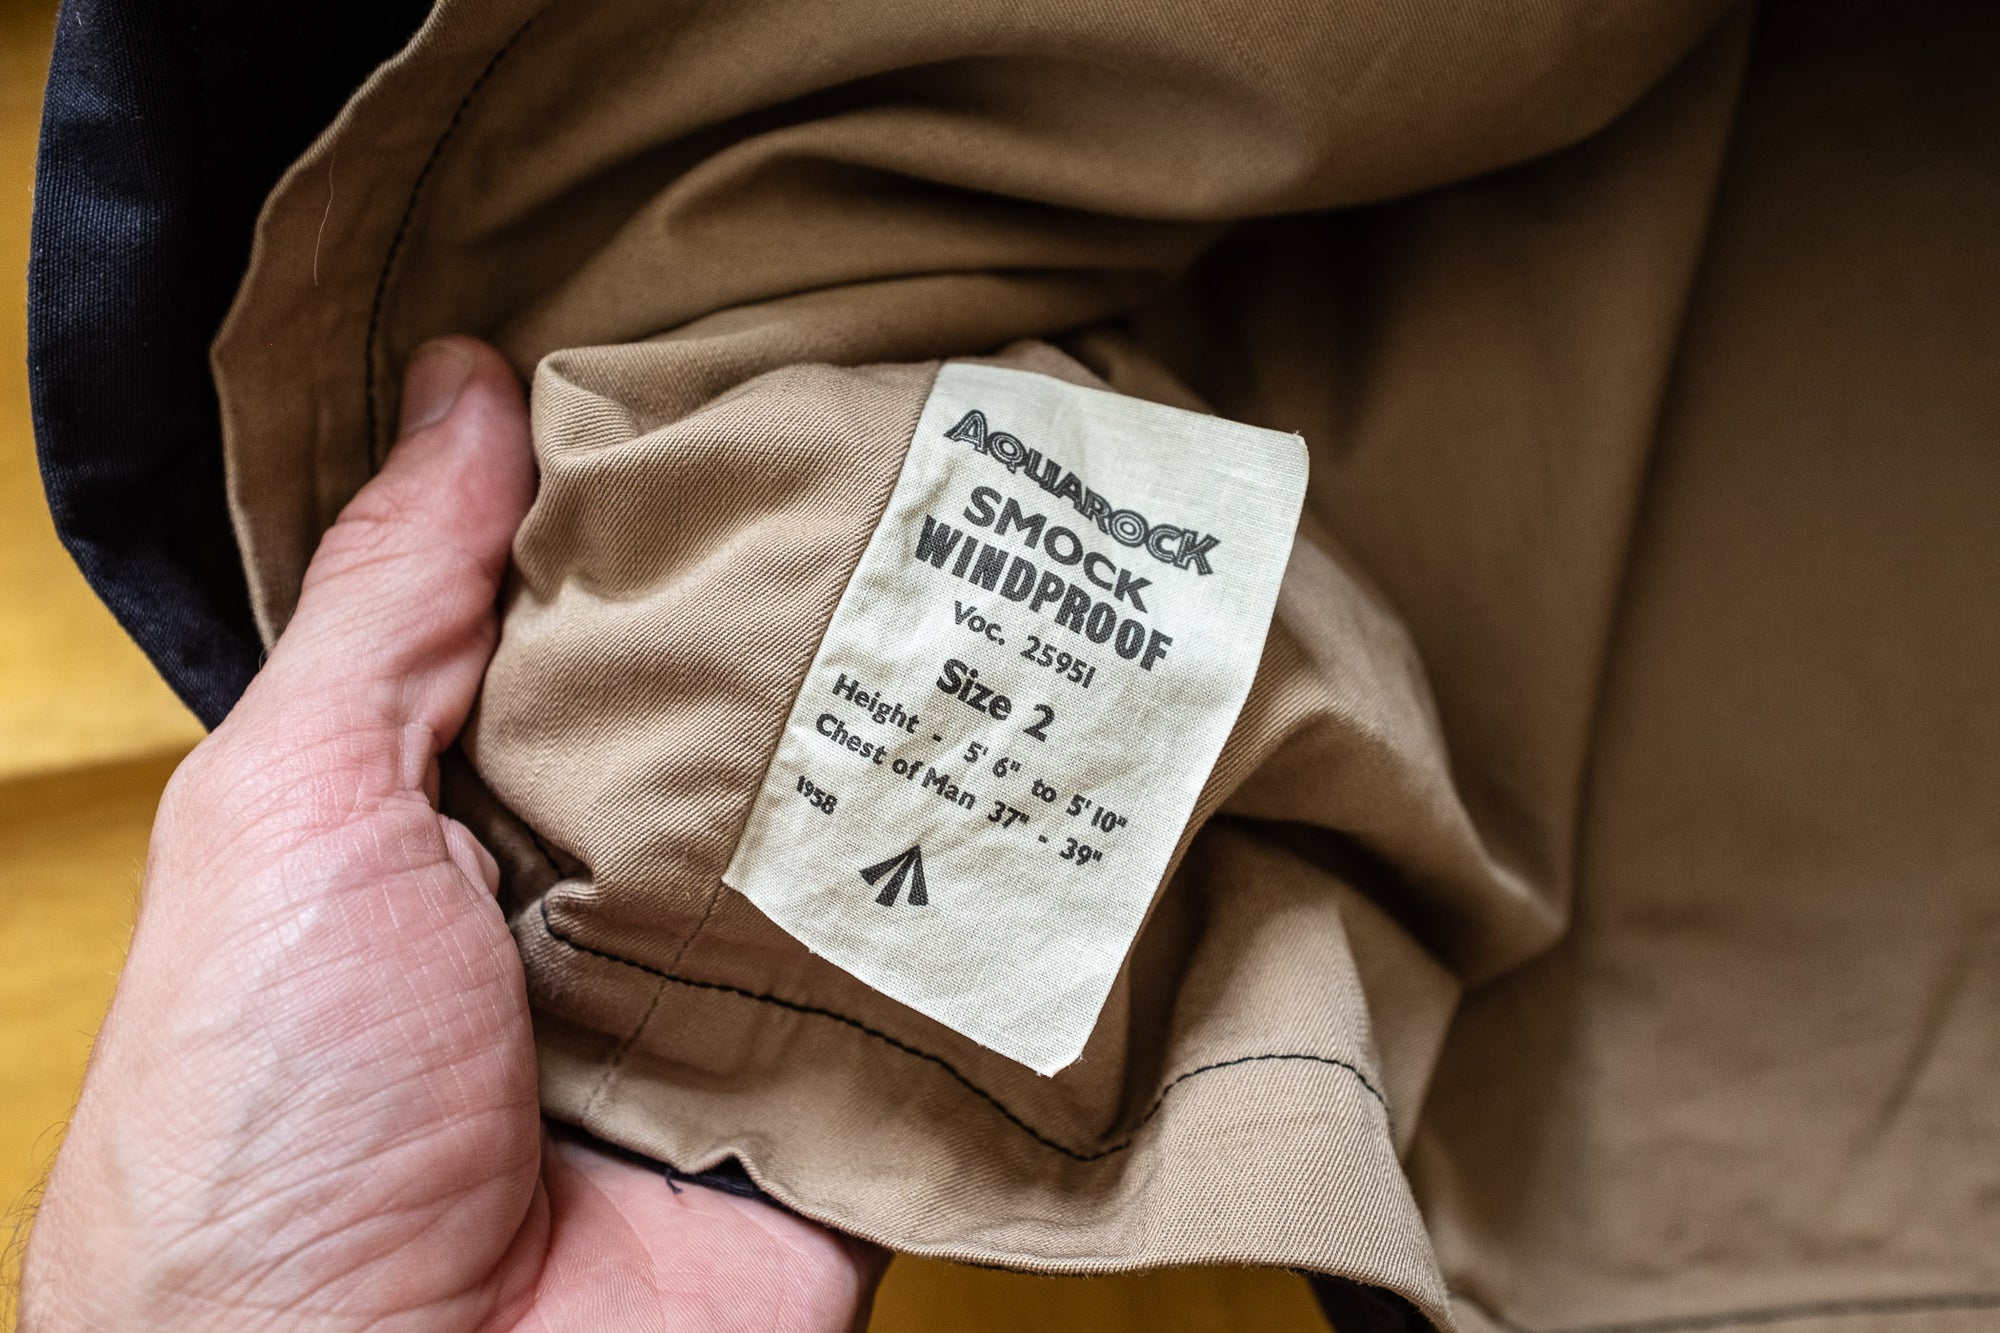 AQUAROCK
SMOCK
WINDPROOF
Voc. 25951
Size 2
Height - 5' 6" to 5' 10"
Chest of Man 37" - 39"
1958